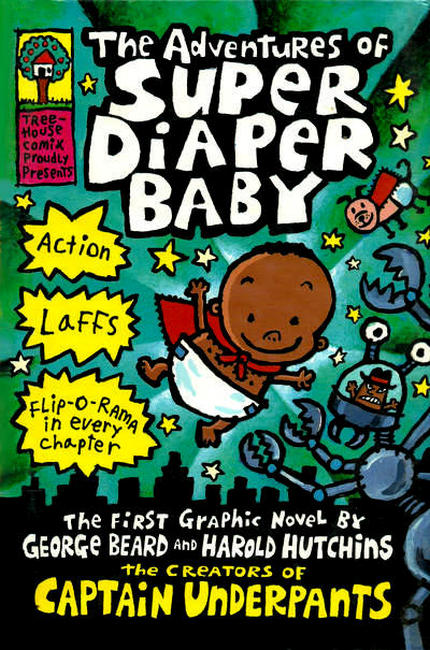 The Adventures of
SUPER
DiAPER
BABY
TREE-
HOUSE
COMiX
PROUDLY
Presents
Action
LAFFS
FLiP-O-RAMA
in every
chapter
THE FiRST GRAPHiC NOVEL BY
GEORGE BEARD AND HAROLD HUTCHiNS
THE CREATORS OF
CAPTAiN UNDERPANTS